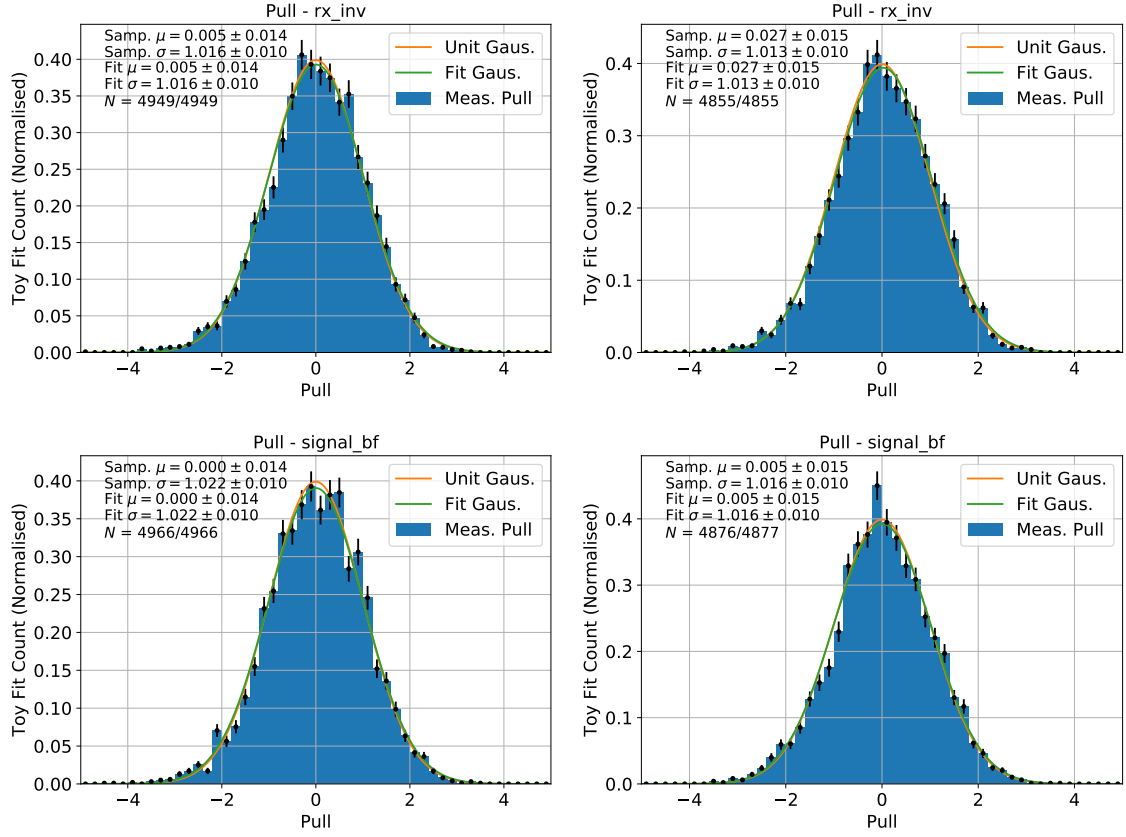 Pull - rx_inv
Samp. μ = 0.005 ± 0.014
Samp. σ = 1.016 ± 0.010
Fit μ = 0.005 ± 0.014
Fit σ = 1.016 ± 0.010
N = 4949/4949
Unit Gaus.
Fit Gaus.
Meas. Pull
Toy Fit Count (Normalised)
0.40
0.35
0.30
0.25
0.20
0.15
0.10
0.05
0.00
−4 −2 0 2 4
Pull
Pull - rx_inv
Samp. μ = 0.027 ± 0.015
Samp. σ = 1.013 ± 0.010
Fit μ = 0.027 ± 0.015
Fit σ = 1.013 ± 0.010
N = 4855/4855
Unit Gaus.
Fit Gaus.
Meas. Pull
Toy Fit Count (Normalised)
0.4
0.3
0.2
0.1
0.0
−4 −2 0 2 4
Pull
Pull - signal_bf
Samp. μ = 0.000 ± 0.014
Samp. σ = 1.022 ± 0.010
Fit μ = 0.000 ± 0.014
Fit σ = 1.022 ± 0.010
N = 4966/4966
Unit Gaus.
Fit Gaus.
Meas. Pull
Toy Fit Count (Normalised)
0.40
0.35
0.30
0.25
0.20
0.15
0.10
0.05
0.00
−4 −2 0 2 4
Pull
Pull - signal_bf
Samp. μ = 0.005 ± 0.015
Samp. σ = 1.016 ± 0.010
Fit μ = 0.005 ± 0.015
Fit σ = 1.016 ± 0.010
N = 4876/4877
Unit Gaus.
Fit Gaus.
Meas. Pull
Toy Fit Count (Normalised)
0.4
0.3
0.2
0.1
0.0
−4 −2 0 2 4
Pull